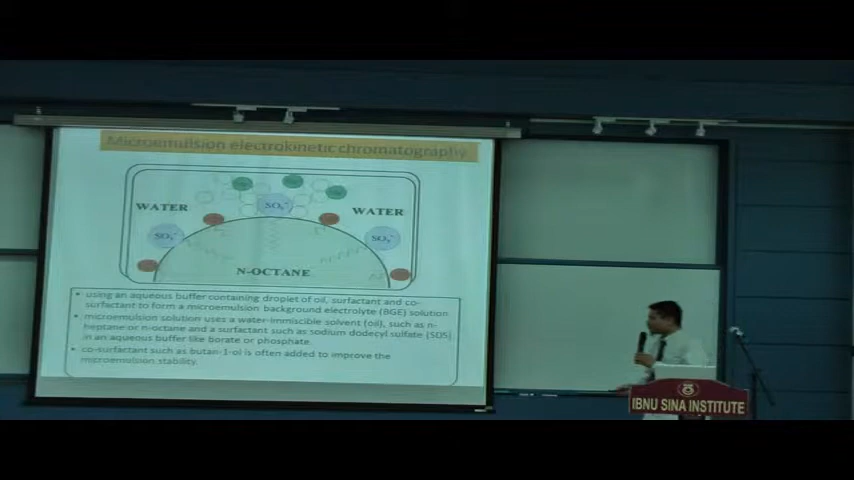 Microemulsion electrokinetic chromatography
WATER
SO₄⁻
WATER
SO₄⁻
SO₄⁻
N-OCTANE
• using an aqueous buffer containing droplet of oil, surfactant and co-
surfactant to form a microemulsion background electrolyte (BGE) solution
• microemulsion solution uses a water-immiscible solvent (oil), such as n-
heptane or n-octane and a surfactant such as sodium dodecyl sulfate (SDS)
in an aqueous buffer like borate or phosphate.
• co-surfactant such as butan-1-ol is often added to improve the
microemulsion stability.
IBNU SINA INSTITUTE